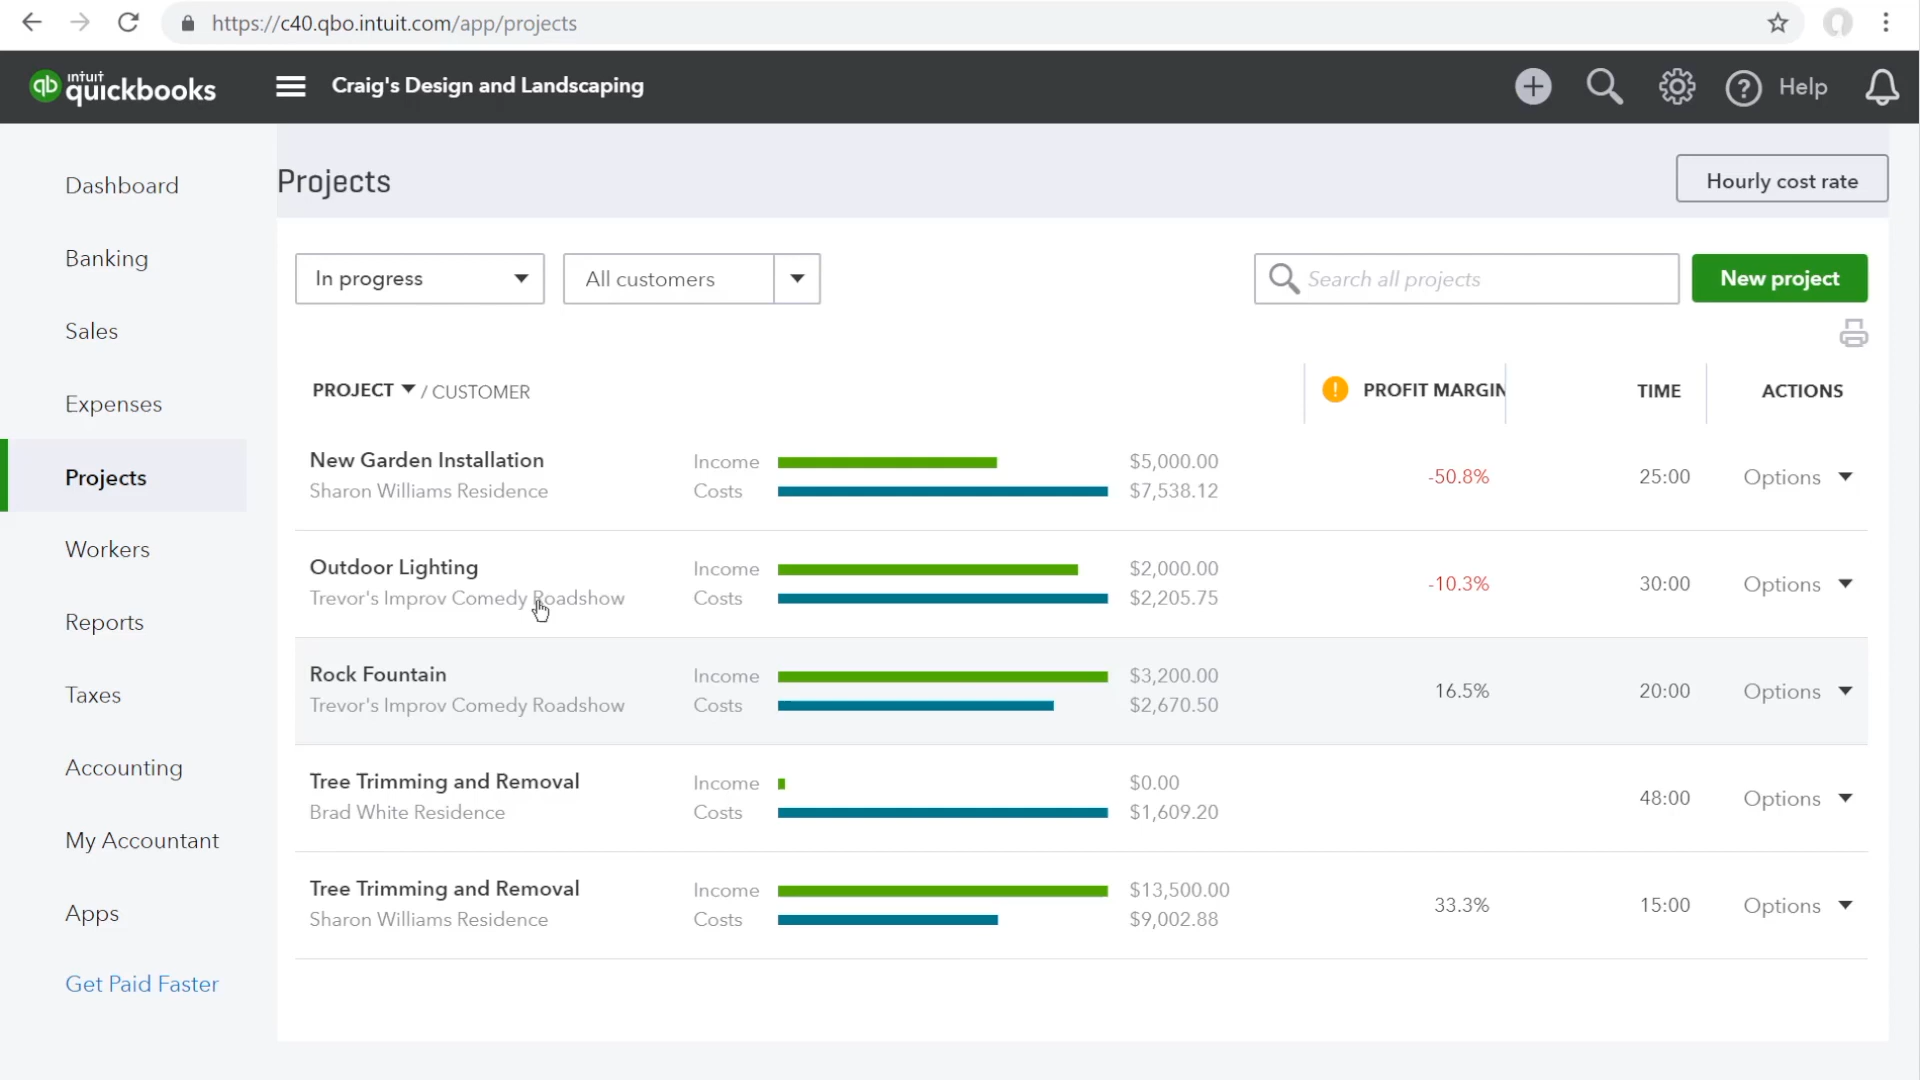 https://c40.qbo.intuit.com/app/projects
qb intuit quickbooks
Craig's Design and Landscaping
? Help
Dashboard
Banking
Sales
Expenses
Projects
Workers
Reports
Taxes
Accounting
My Accountant
Apps
Get Paid Faster
Projects
Hourly cost rate
In progress
All customers
Search all projects
New project
PROJECT / CUSTOMER
! PROFIT MARGIN
TIME
ACTIONS
New Garden Installation
Sharon Williams Residence
Income $5,000.00
Costs $7,538.12
-50.8%
25:00
Options
Outdoor Lighting
Trevor's Improv Comedy Roadshow
Income $2,000.00
Costs $2,205.75
-10.3%
30:00
Options
Rock Fountain
Trevor's Improv Comedy Roadshow
Income $3,200.00
Costs $2,670.50
16.5%
20:00
Options
Tree Trimming and Removal
Brad White Residence
Income $0.00
Costs $1,609.20
48:00
Options
Tree Trimming and Removal
Sharon Williams Residence
Income $13,500.00
Costs $9,002.88
33.3%
15:00
Options